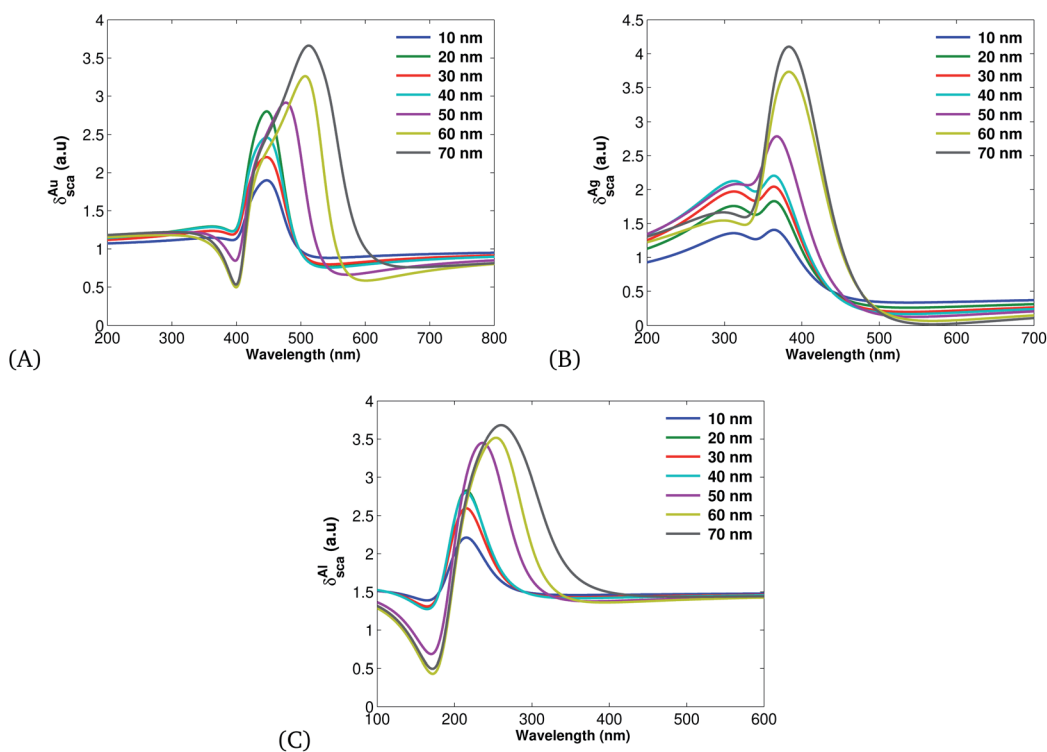 4
3.5
3
2.5
2
1.5
1
0.5
0
200 300 400 500 600 700 800
Wavelength (nm)
δ^Au_sca (a.u)
10 nm
20 nm
30 nm
40 nm
50 nm
60 nm
70 nm
(A)
4.5
4
3.5
3
2.5
2
1.5
1
0.5
0
200 300 400 500 600 700
Wavelength (nm)
δ^Ag_sca (a.u)
10 nm
20 nm
30 nm
40 nm
50 nm
60 nm
70 nm
(B)
4
3.5
3
2.5
2
1.5
1
0.5
0
100 200 300 400 500 600
Wavelength (nm)
δ^Al_sca (a.u)
10 nm
20 nm
30 nm
40 nm
50 nm
60 nm
70 nm
(C)